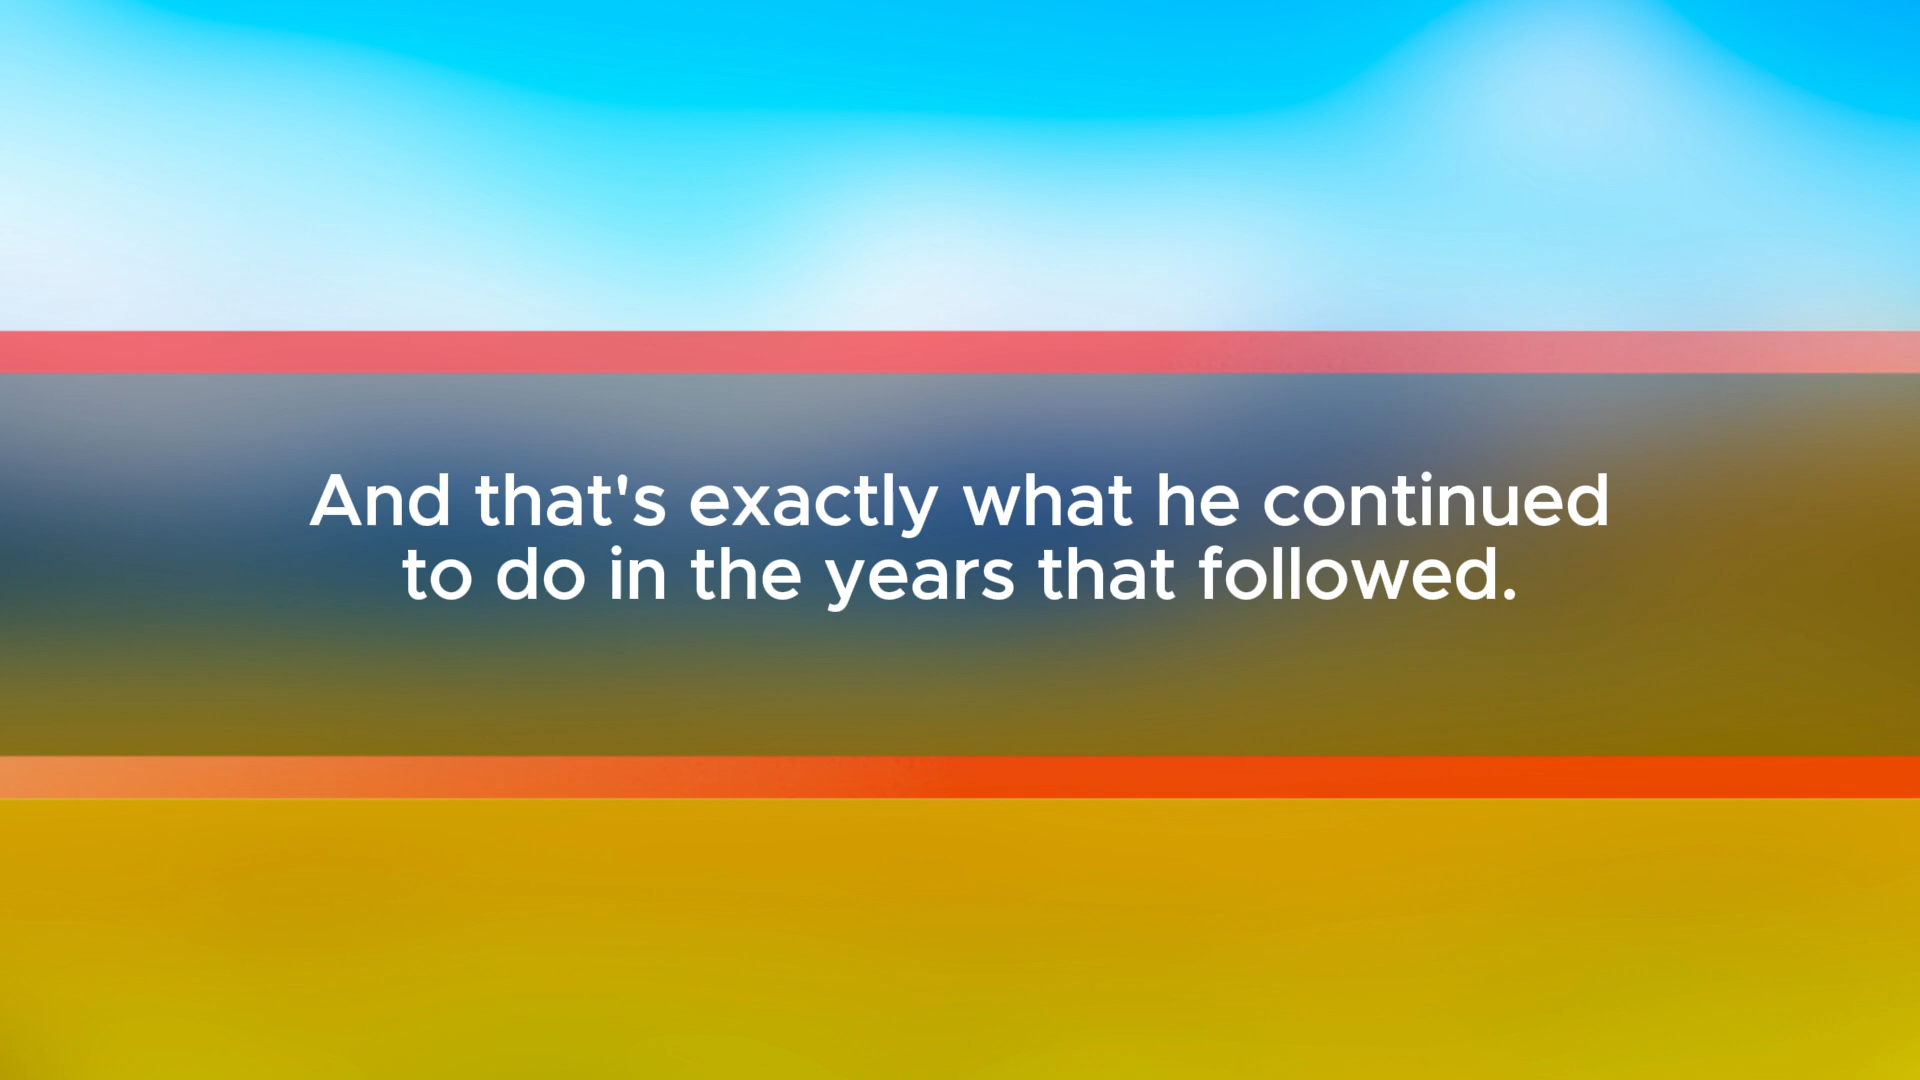 And that's exactly what he continued
to do in the years that followed.